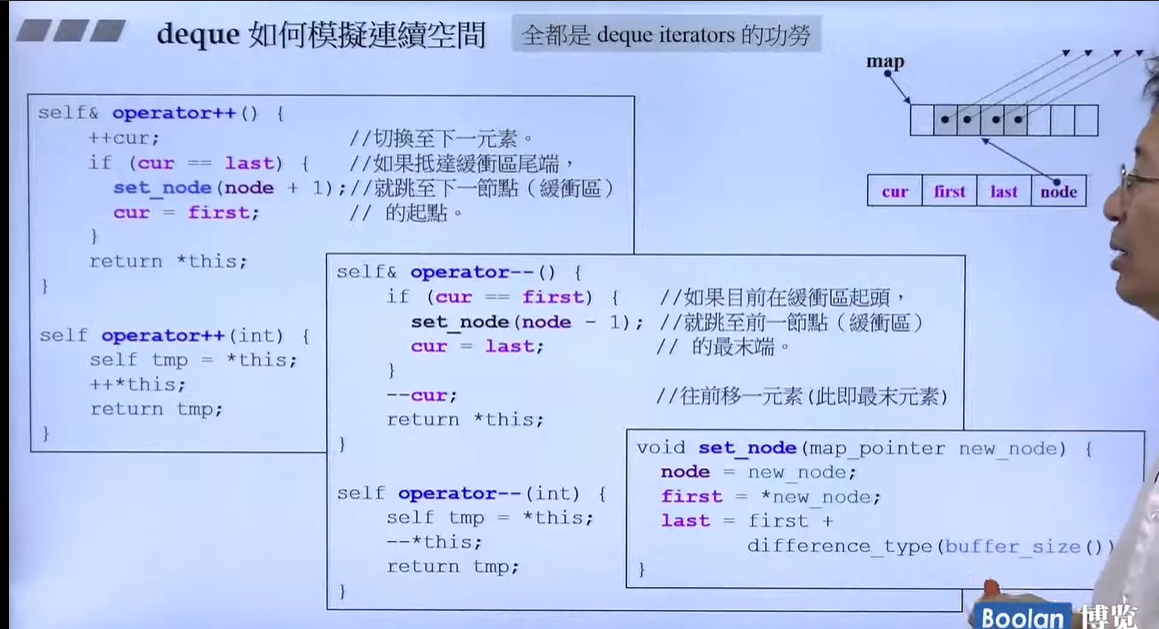 deque 如何模擬連續空間
全都是 deque iterators 的功勞
map
cur first last node
self& operator++() {
++cur; //切換至下一元素。
if (cur == last) { //如果抵達緩衝區尾端，
set_node(node + 1);//就跳至下一節點（緩衝區）
cur = first; // 的起點。
}
return *this;
}
self operator++(int) {
self tmp = *this;
++*this;
return tmp;
}
self& operator--() {
if (cur == first) { //如果目前在緩衝區起頭，
set_node(node - 1); //就跳至前一節點（緩衝區）
cur = last; // 的最末端。
}
--cur; //往前移一元素(此即最末元素)
return *this;
}
self operator--(int) {
self tmp = *this;
--*this;
return tmp;
}
void set_node(map_pointer new_node) {
node = new_node;
first = *new_node;
last = first +
difference_type(buffer_size())
}
Boolan 博览